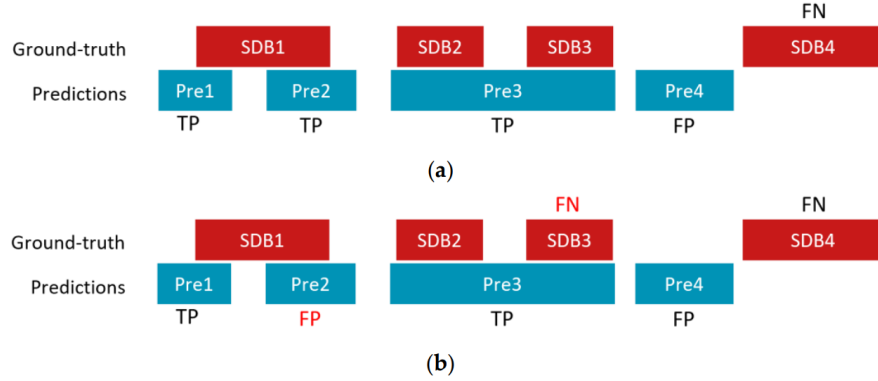 FN
Ground-truth SDB1 SDB2 SDB3 SDB4
Predictions Pre1 Pre2 Pre3 Pre4
TP TP TP FP
(a)
FN FN
Ground-truth SDB1 SDB2 SDB3 SDB4
Predictions Pre1 Pre2 Pre3 Pre4
TP FP TP FP
(b)